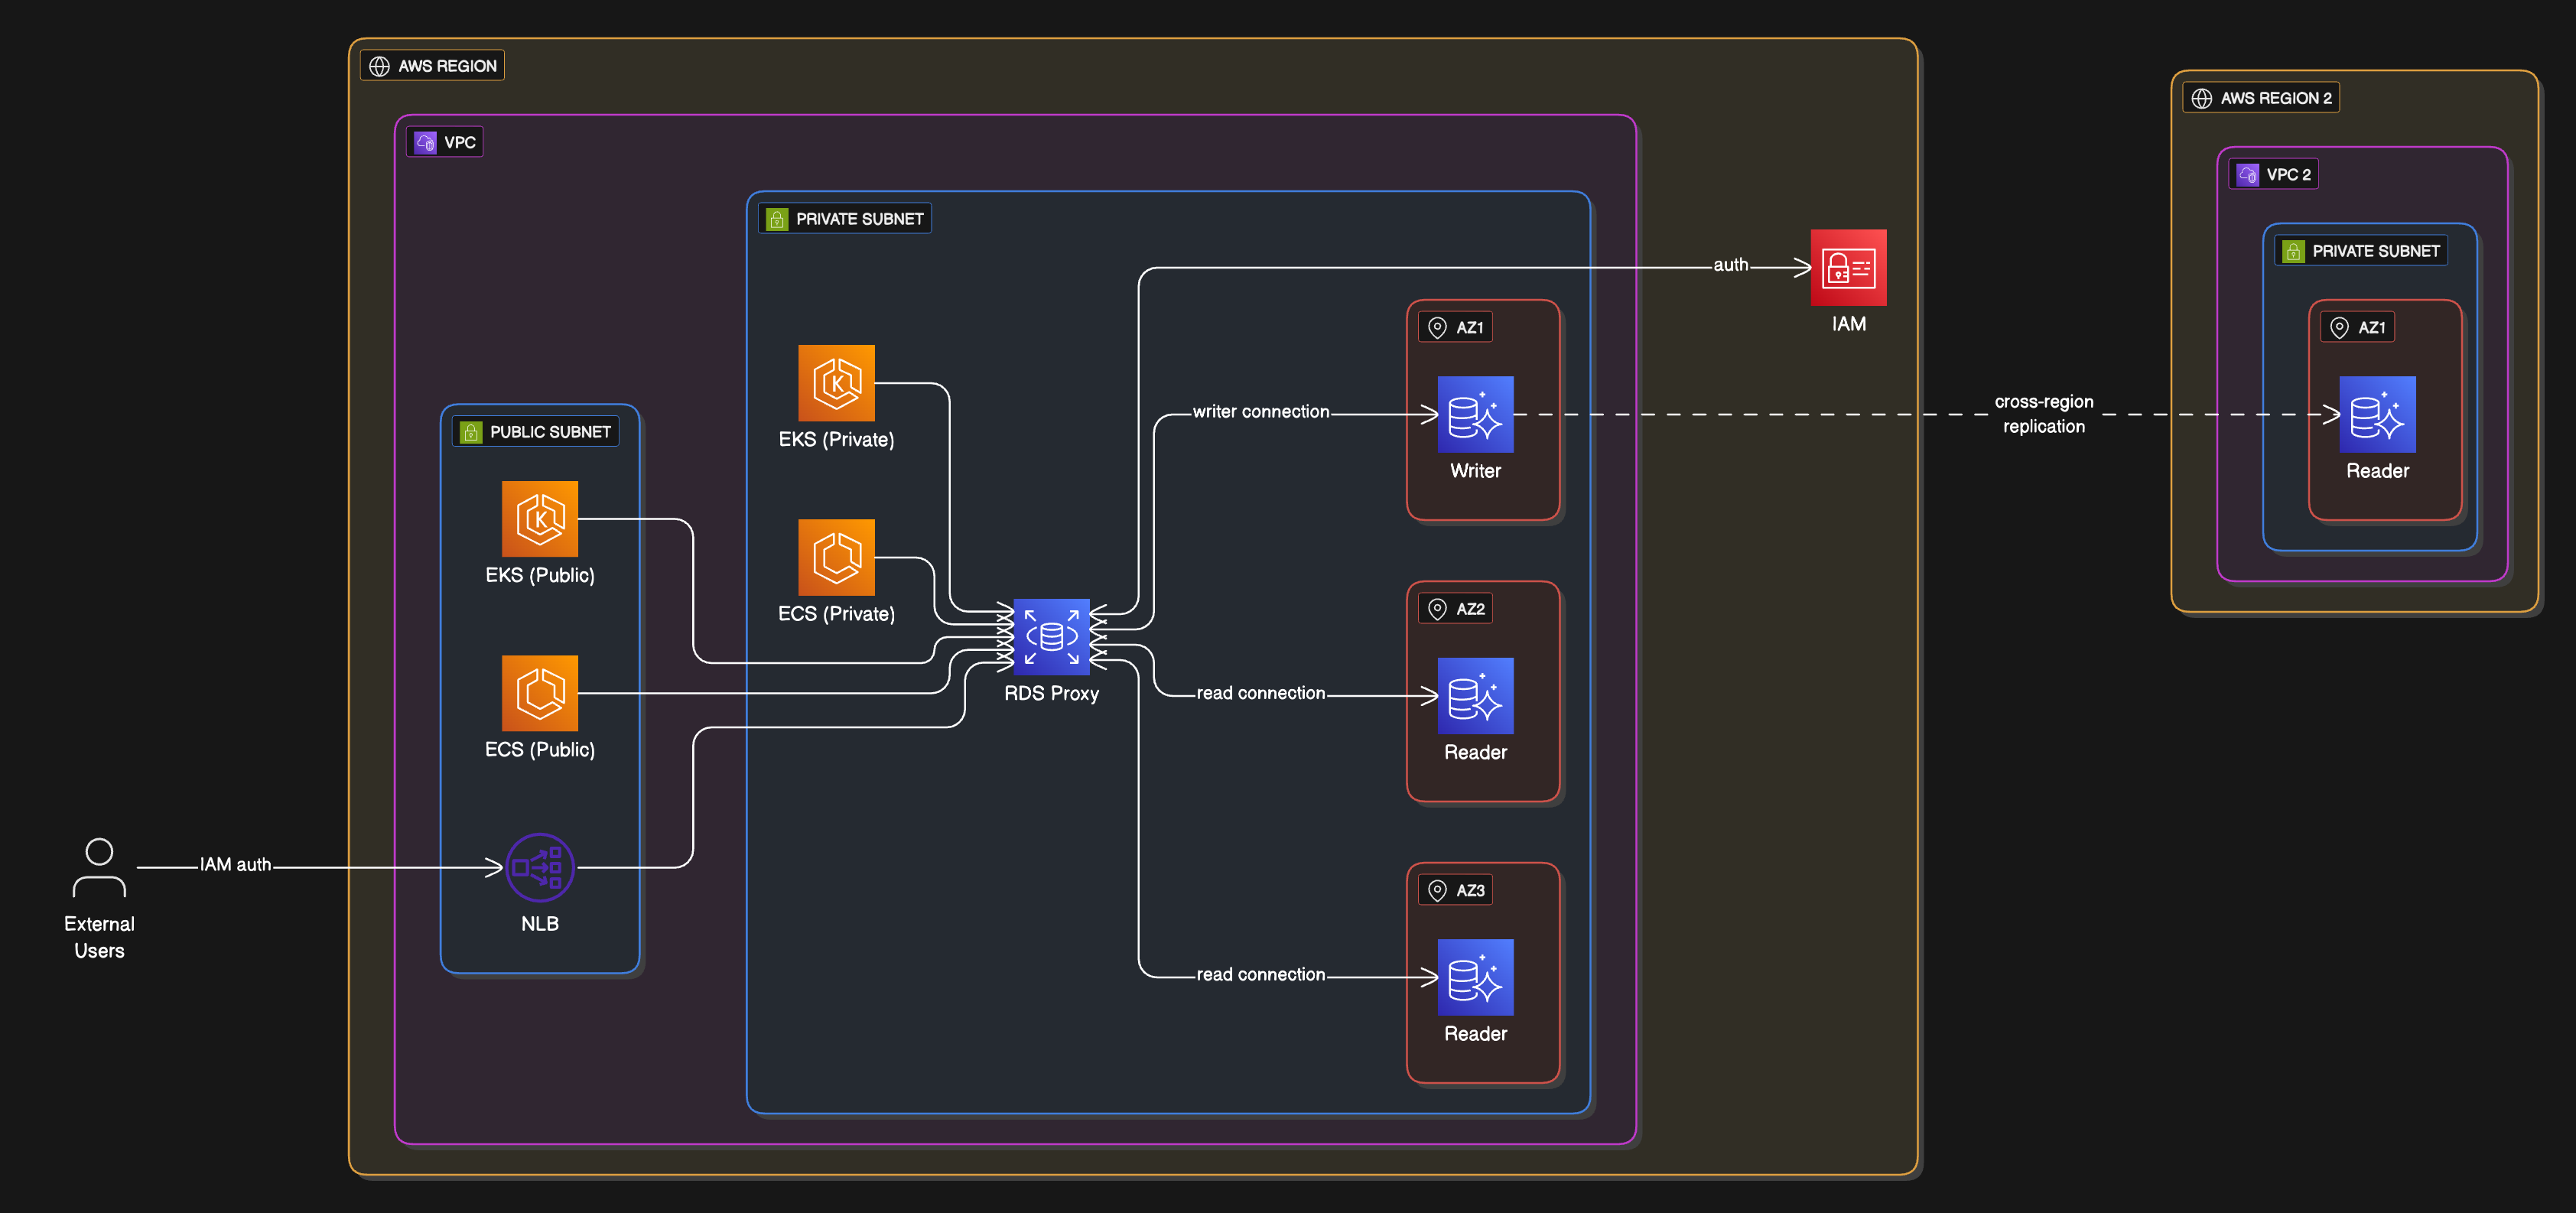 AWS REGION
VPC
PRIVATE SUBNET
PUBLIC SUBNET
EKS (Public)
ECS (Public)
NLB
External
Users
IAM auth
EKS (Private)
ECS (Private)
RDS Proxy
auth
IAM
writer connection
AZ1
Writer
read connection
AZ2
Reader
read connection
AZ3
Reader
cross-region
replication
AWS REGION 2
VPC 2
PRIVATE SUBNET
AZ1
Reader